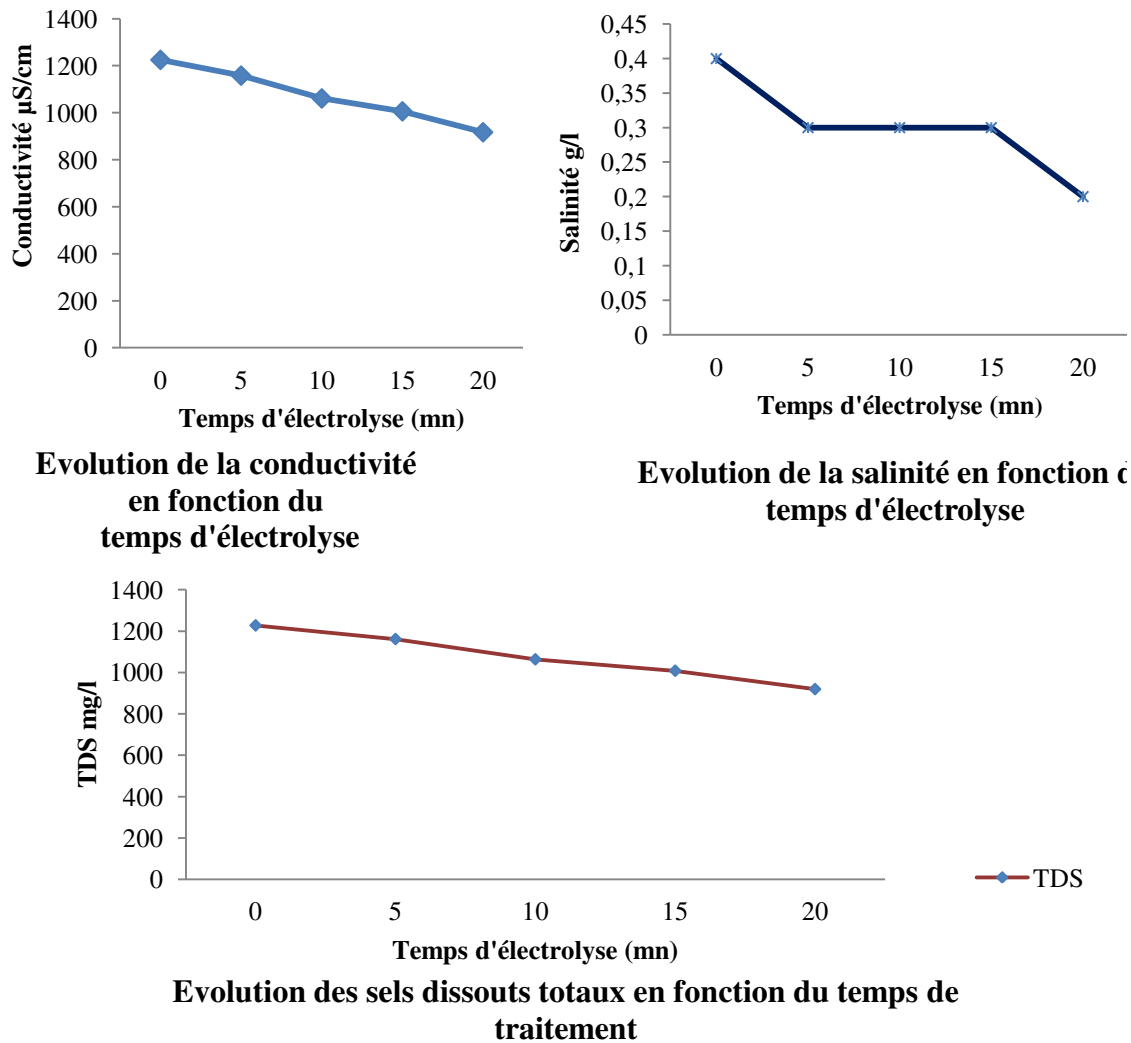 1400
1200
1000
800
600
400
200
0
Conductivité µS/cm
0 5 10 15 20
Temps d'électrolyse (mn)
Evolution de la conductivité
en fonction du
temps d'électrolyse
0,45
0,4
0,35
0,3
0,25
0,2
0,15
0,1
0,05
0
Salinité g/l
0 5 10 15 20
Temps d'électrolyse (mn)
Evolution de la salinité en fonction d
temps d'électrolyse
1400
1200
1000
800
600
400
200
0
TDS mg/l
0 5 10 15 20
Temps d'électrolyse (mn)
TDS
Evolution des sels dissouts totaux en fonction du temps de
traitement